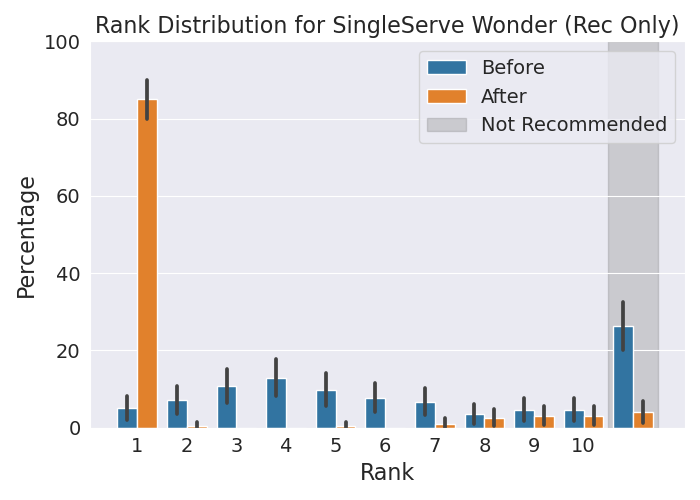 Rank Distribution for SingleServe Wonder (Rec Only)
Before
After
Not Recommended
Percentage
100
80
60
40
20
0
1 2 3 4 5 6 7 8 9 10
Rank